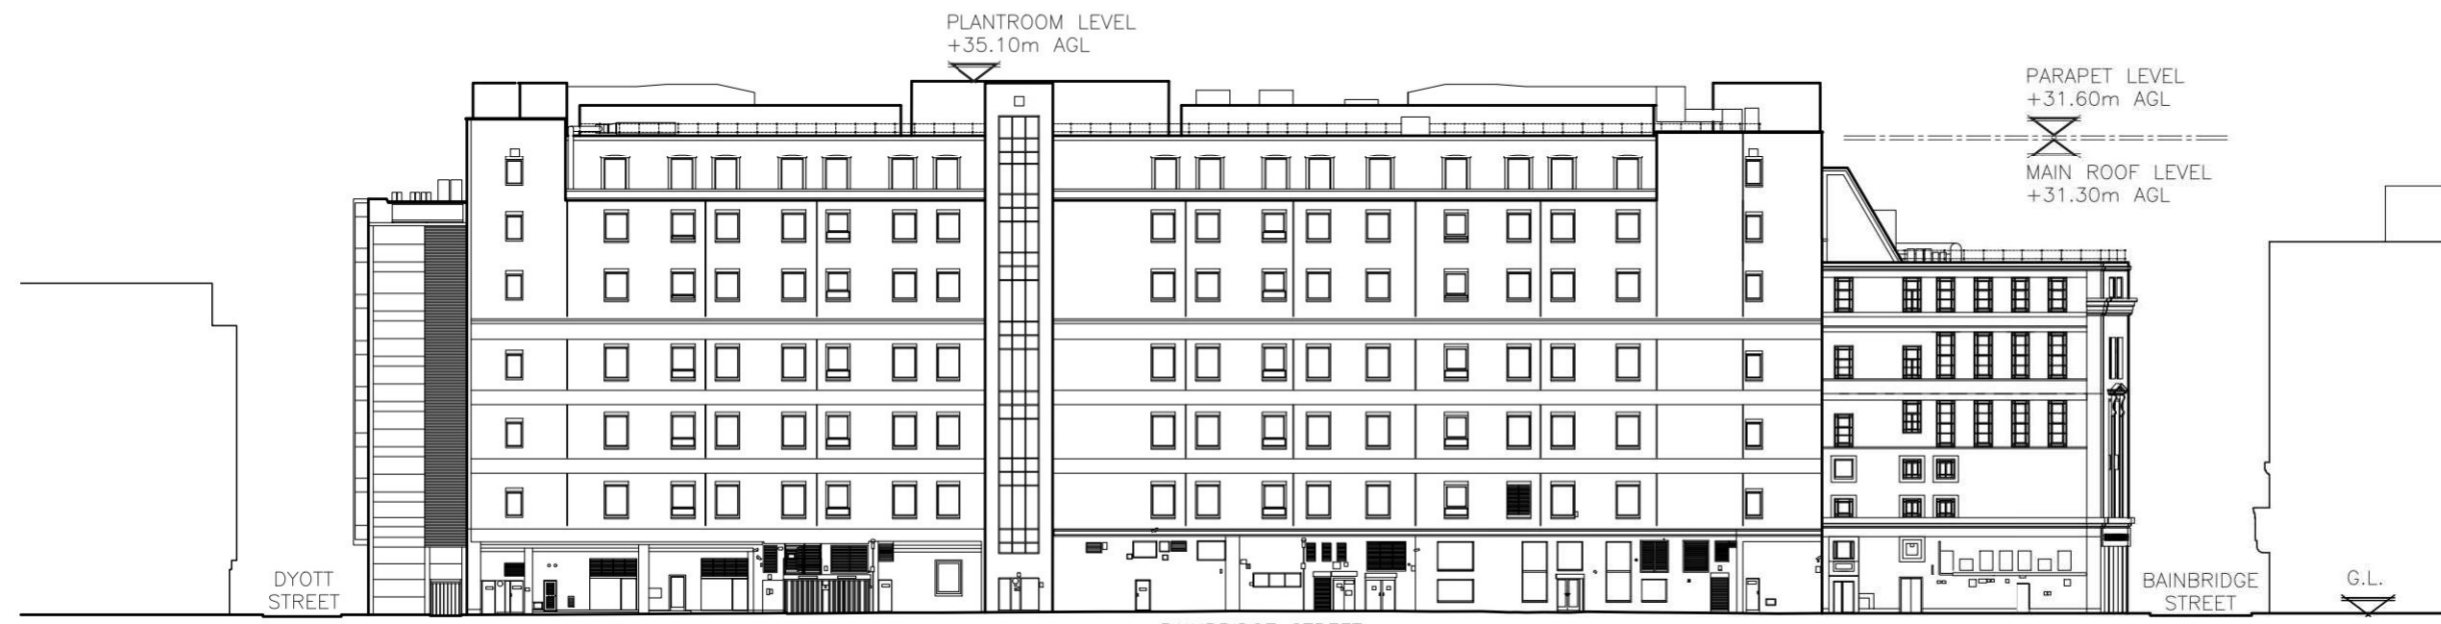 PLANTROOM LEVEL
+35.10m AGL
PARAPET LEVEL
+31.60m AGL
MAIN ROOF LEVEL
+31.30m AGL
DYOTT
STREET
BAINBRIDGE
STREET
G.L.